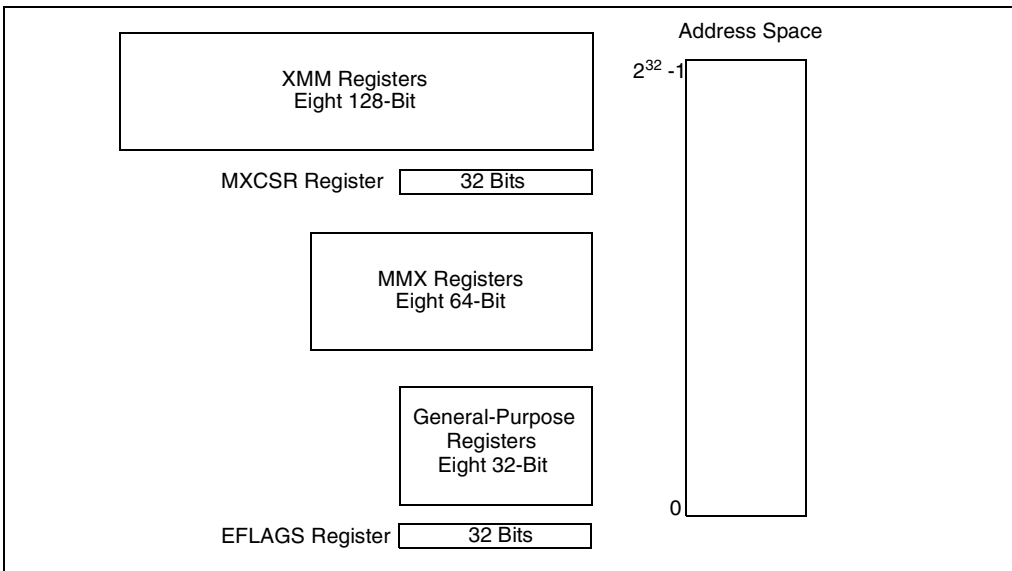 Address Space
2³² -1
XMM Registers
Eight 128-Bit
MXCSR Register
32 Bits
MMX Registers
Eight 64-Bit
General-Purpose
Registers
Eight 32-Bit
0
EFLAGS Register
32 Bits